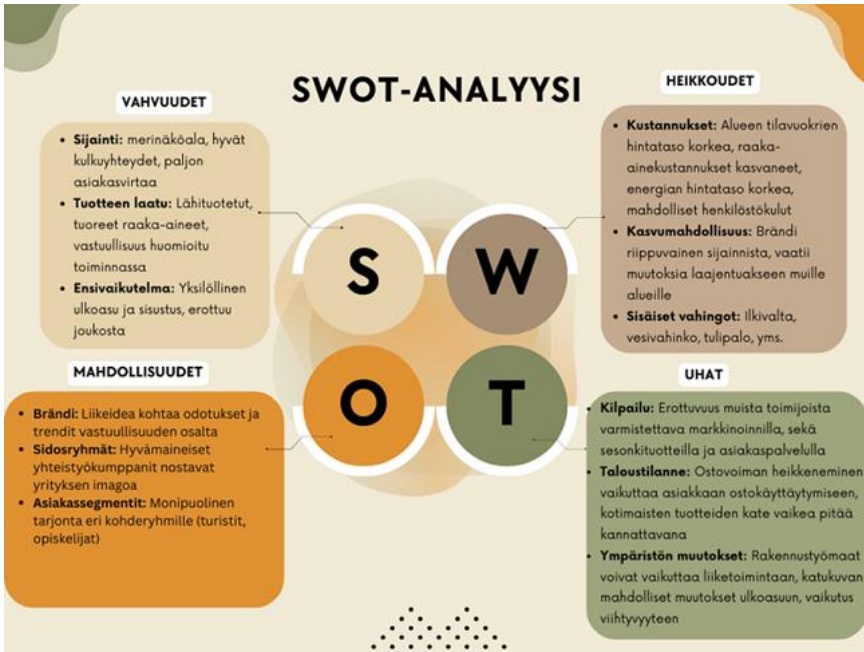 SWOT-ANALYYSI
VAHVUUDET
• Sijainti: merinäköala, hyvät
kulkuyhteydet, paljon
asiakasvirtaa
• Tuotteen laatu: Lähituotetut,
tuoreet raaka-aineet,
vastuullisuus huomioitu
toiminnassa
• Ensivaikutelma: Yksilöllinen
ulkoasu ja sisustus, erottuu
joukosta
HEIKKOUDET
• Kustannukset: Alueen tilavuokrien
hintataso korkea, raaka-
ainekustannukset kasvaneet,
energian hintataso korkea,
mahdolliset henkilöstökulut
• Kasvumahdollisuus: Brändi
riippuvainen sijainnista, vaatii
muutoksia laajentuakseen muille
alueille
• Sisäiset vahingot: Ilkivalta,
vesivahinko, tulipalo, yms.
S
W
O
T
MAHDOLLISUUDET
• Brändi: Liikeidea kohtaa odotukset ja
trendit vastuullisuuden osalta
• Sidosryhmät: Hyvämaineiset
yhteistyökumppanit nostavat
yrityksen imagoa
• Asiakassegmentit: Monipuolinen
tarjonta eri kohderyhmille (turistit,
opiskelijat)
UHAT
• Kilpailu: Erottuvuus muista toimijoista
varmistettava markkinoinnilla, sekä
sesonkituotteilla ja asiakaspalvelulla
• Taloustilanne: Ostovoiman heikkeneminen
vaikuttaa asiakkaan ostokäyttäytymiseen,
kotimaisten tuotteiden kate vaikea pitää
kannattavana
• Ympäristön muutokset: Rakennustyömaat
voivat vaikuttaa liiketoimintaan, katukuvan
mahdolliset muutokset ulkoasuun, vaikutus
viihtyvyyteen